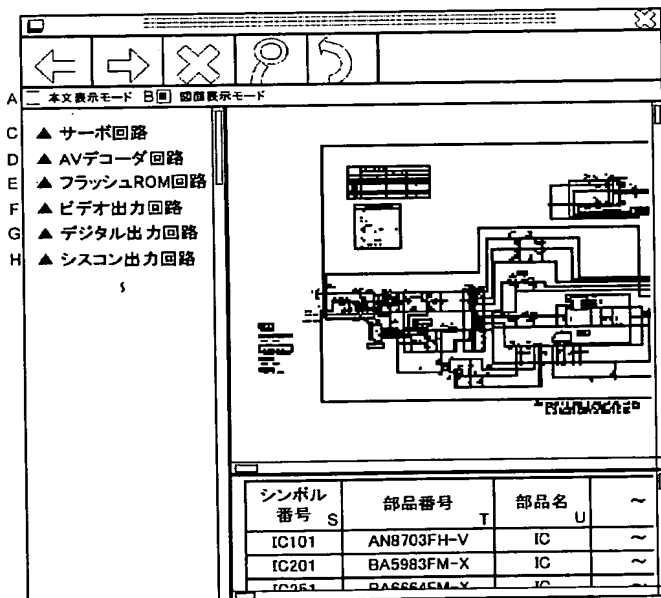 A 本文表示モード B 図面表示モード
C ▲ サーボ回路
D ▲ AVデコーダ回路
E ▲ フラッシュROM回路
F ▲ ビデオ出力回路
G ▲ デジタル出力回路
H ▲ シスコン出力回路
シンボル番号 S 部品番号 T 部品名 U ~
IC101 AN8703FH-V IC ~
IC201 BA5983FM-X IC ~
IC251 BA6664FM-X IC ~